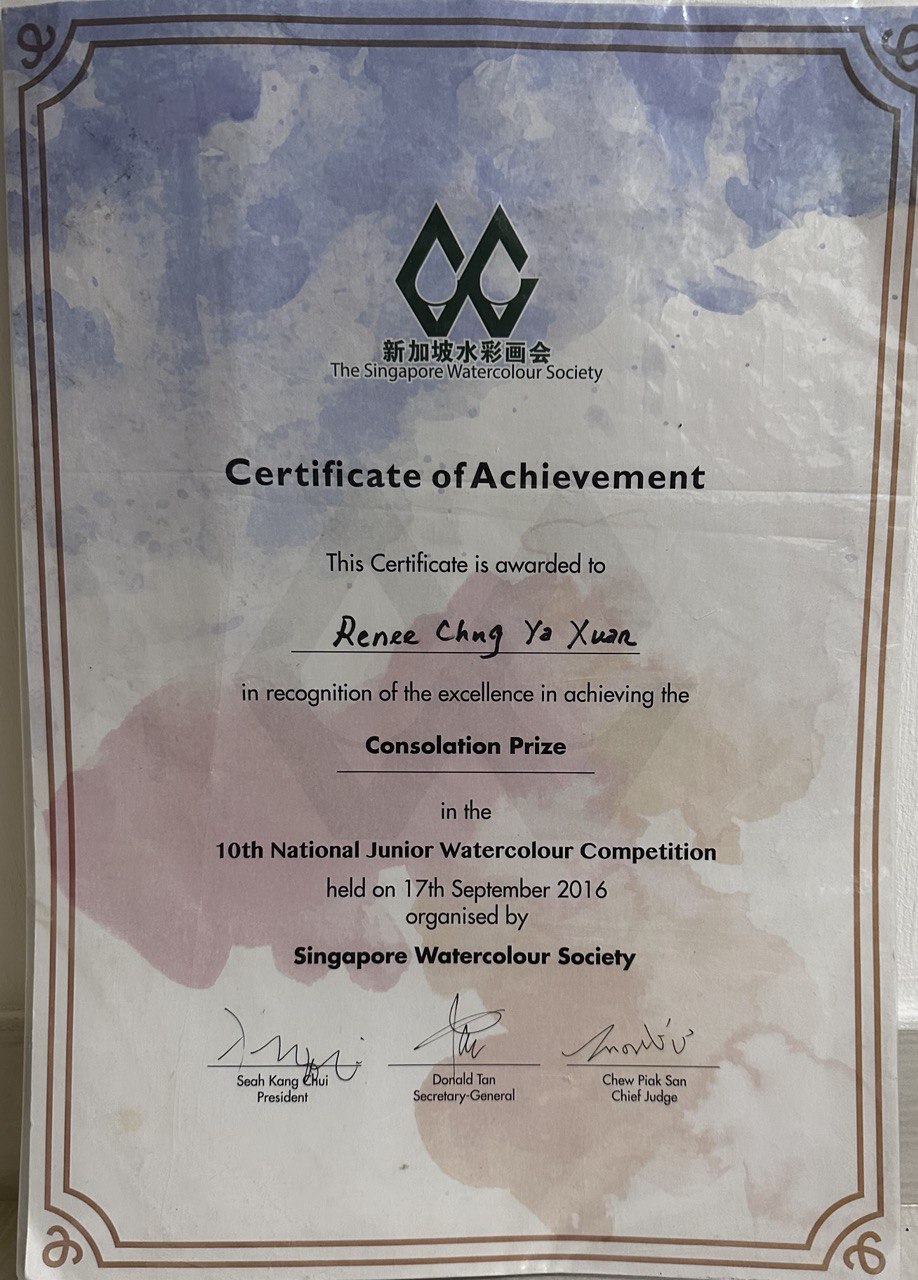 新加坡水彩画会
The Singapore Watercolour Society
Certificate of Achievement
This Certificate is awarded to
Renee Chng Ya Xuan
in recognition of the excellence in achieving the
Consolation Prize
in the
10th National Junior Watercolour Competition
held on 17th September 2016
organised by
Singapore Watercolour Society
Seah Kang Chui Donald Tan Chew Piak San
President Secretary-General Chief Judge